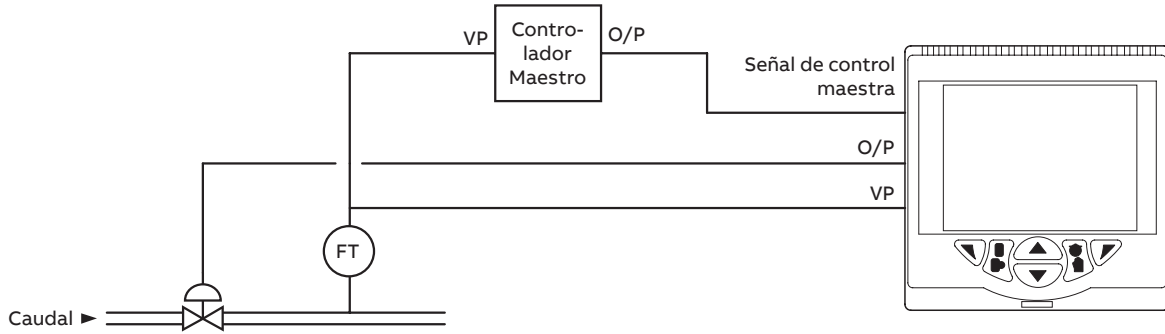 VP
Contro-
lador
Maestro
O/P
Señal de control
maestra
O/P
VP
FT
Caudal ►